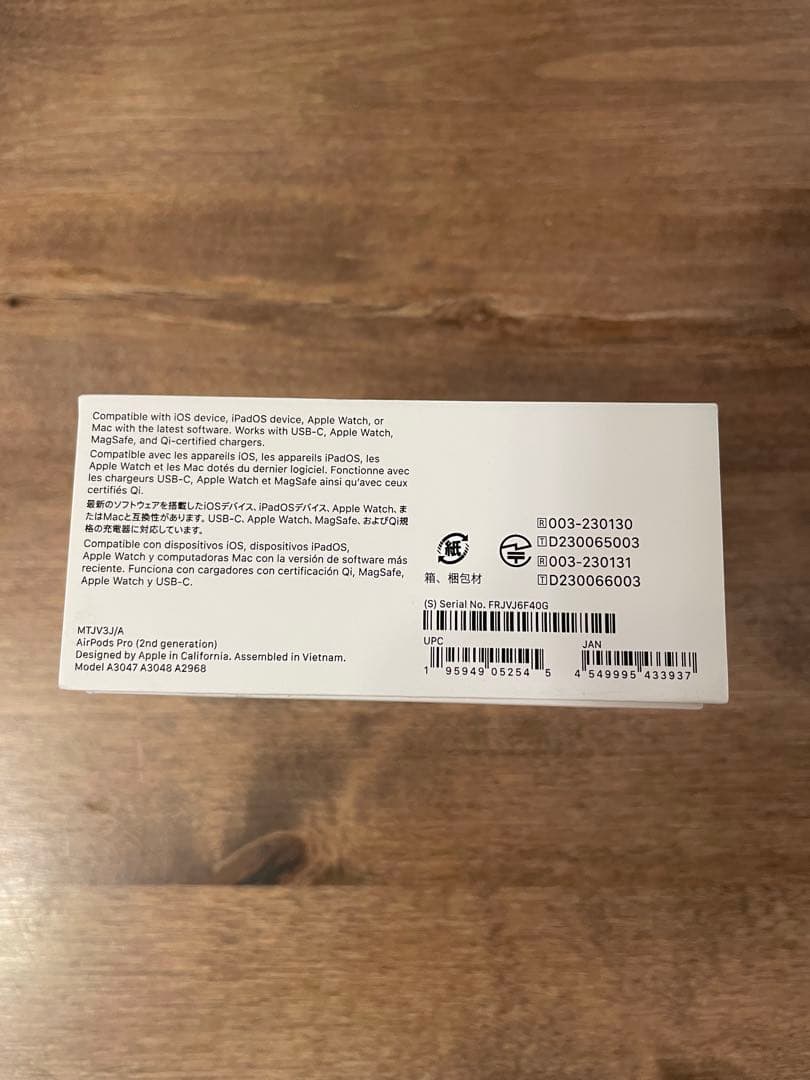 Compatible with iOS device, iPadOS device, Apple Watch, or
Mac with the latest software. Works with USB-C, Apple Watch,
MagSafe, and Qi-certified chargers.
Compatible avec les appareils iOS, les appareils iPadOS, les
Apple Watch et les Mac dotés du dernier logiciel. Fonctionne avec
les chargeurs USB-C, Apple Watch et MagSafe ainsi qu'avec ceux
certifiés Qi.
最新のソフトウェアを搭載したiOSデバイス、iPadOSデバイス、Apple Watch、ま
たはMacと互換性があります。USB-C、Apple Watch、MagSafe、およびQi規
格の充電器に対応しています。
Compatible con dispositivos iOS, dispositivos iPadOS,
Apple Watch y computadoras Mac con la versión de software más
reciente. Funciona con cargadores con certificación Qi, MagSafe,
Apple Watch y USB-C.
MTJV3J/A
AirPods Pro (2nd generation)
Designed by Apple in California. Assembled in Vietnam.
Model A3047 A3048 A2968
紙
箱、梱包材
R 003-230130
T D230065003
R 003-230131
T D230066003
(S) Serial No. FRJVJ6F40G
UPC
1 95949 05254 5
JAN
4 549995 433937